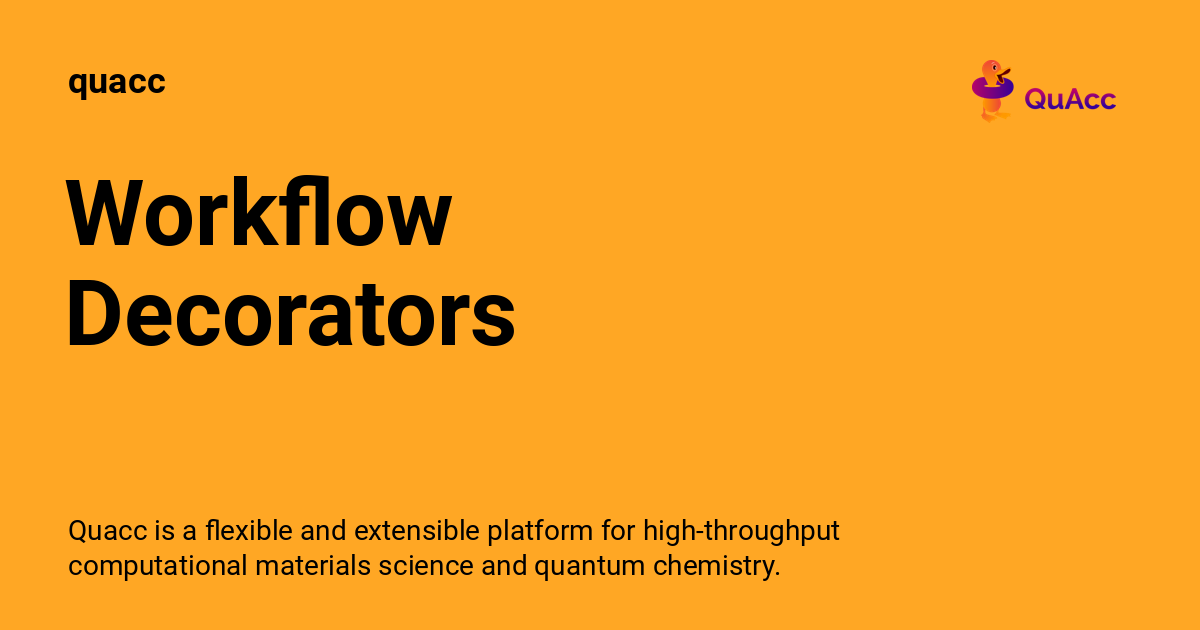 quacc
QuAcc
Workflow
Decorators
Quacc is a flexible and extensible platform for high-throughput
computational materials science and quantum chemistry.